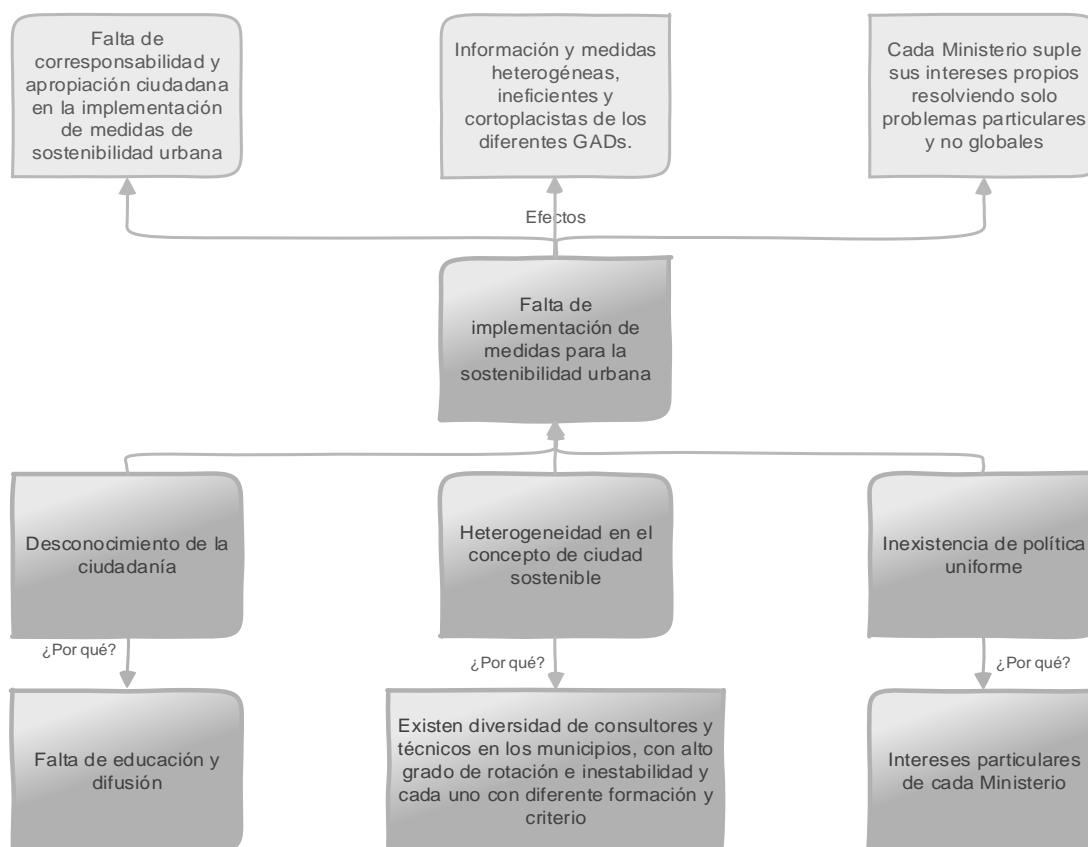 Falta de
corresponsabilidad y
apropiación ciudadana
en la implementación
de medidas de
sostenibilidad urbana
Información y medidas
heterogéneas,
ineficientes y
cortoplacistas de los
diferentes GADs.
Cada Ministerio suple
sus intereses propios
resolviendo solo
problemas particulares
y no globales
Efectos
Falta de
implementación de
medidas para la
sostenibilidad urbana
Desconocimiento de la
ciudadanía
Heterogeneidad en el
concepto de ciudad
sostenible
Inexistencia de política
uniforme
¿Por qué?
¿Por qué?
¿Por qué?
Falta de educación y
difusión
Existen diversidad de consultores y
técnicos en los municipios, con alto
grado de rotación e inestabilidad y
cada uno con diferente formación y
criterio
Intereses particulares
de cada Ministerio